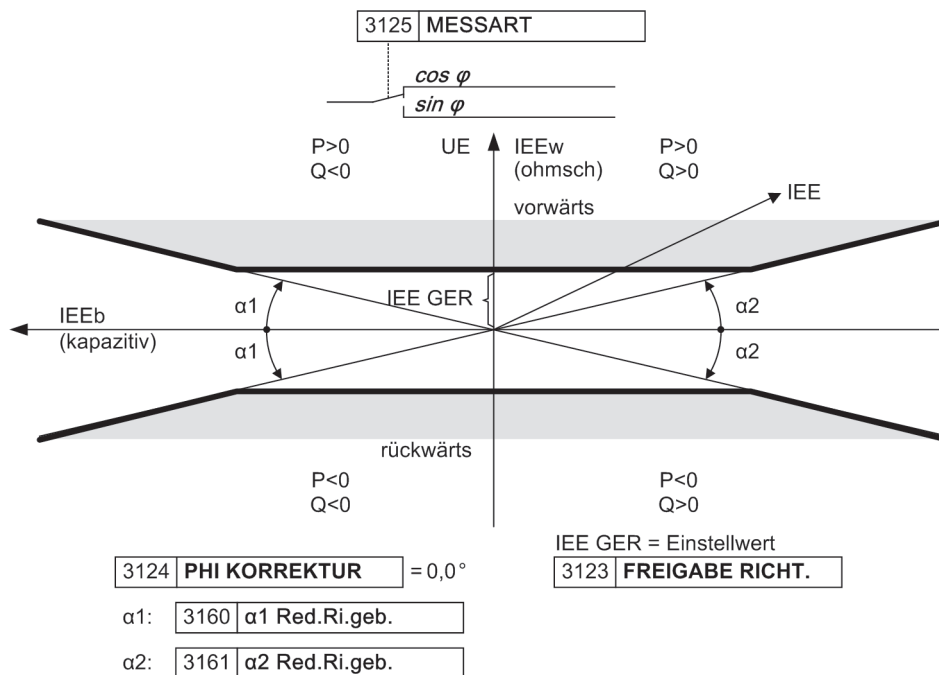 3125 MESSART
cos φ
sin φ
P>0
Q<0
UE
IEEw
(ohmsch)
P>0
Q>0
vorwärts
IEE
α1
IEE GER
α2
IEEb
(kapazitiv)
α1
α2
rückwärts
P<0
Q<0
P<0
Q>0
IEE GER = Einstellwert
3124 PHI KORREKTUR = 0,0°
3123 FREIGABE RICHT.
α1: 3160 α1 Red.Ri.geb.
α2: 3161 α2 Red.Ri.geb.